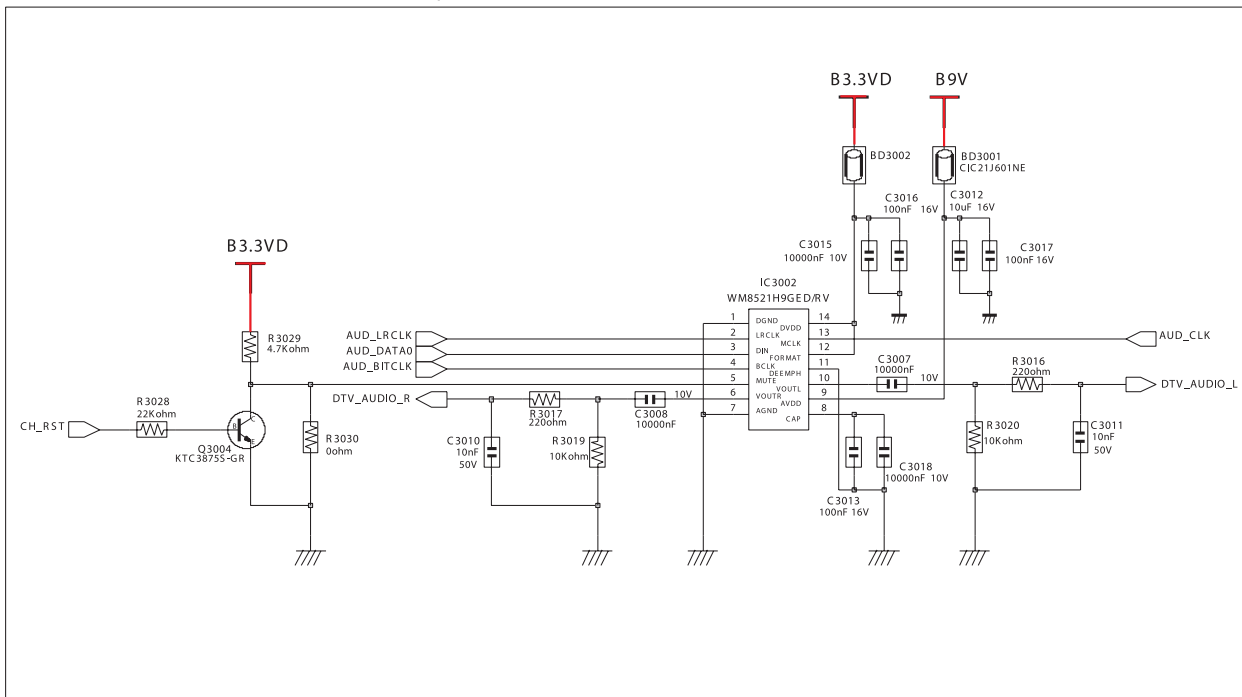 B3.3VD
B9V
BD3002
BD3001
CIC21J601NE
C3016
100nF 16V
C3012
10uF 16V
C3015
10000nF 10V
C3017
100nF 16V
B3.3VD
IC3002
WM8521H9GED/RV
R3029
4.7Kohm
AUD_LRCLK
AUD_DATA0
AUD_BITCLK
1 DGND
2 LRCLK
3 DIN
4 BCLK
5 MUTE
6 VOUTR
7 AGND
14 DVDD
13 MCLK
12 FORMAT
11 DEEMPH
10 VOUTL
9 AVDD
8 CAP
AUD_CLK
C3007
10000nF
10V
R3016
220ohm
DTV_AUDIO_L
R3028
22Kohm
CH_RST
B
C
E
Q3004
KTC3875S-GR
R3030
0ohm
DTV_AUDIO_R
R3017
220ohm
C3008
10000nF
10V
C3010
10nF
50V
R3019
10Kohm
R3020
10Kohm
C3011
10nF
50V
C3018
10000nF 10V
C3013
100nF 16V